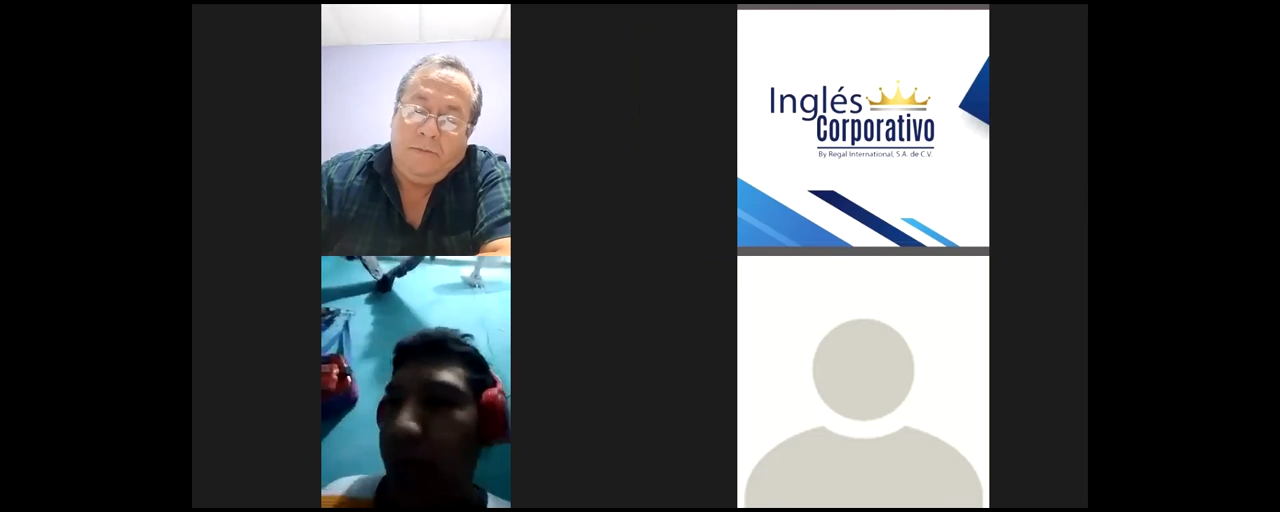 Inglés
Corporativo
By Regal International, S.A. de C.V.